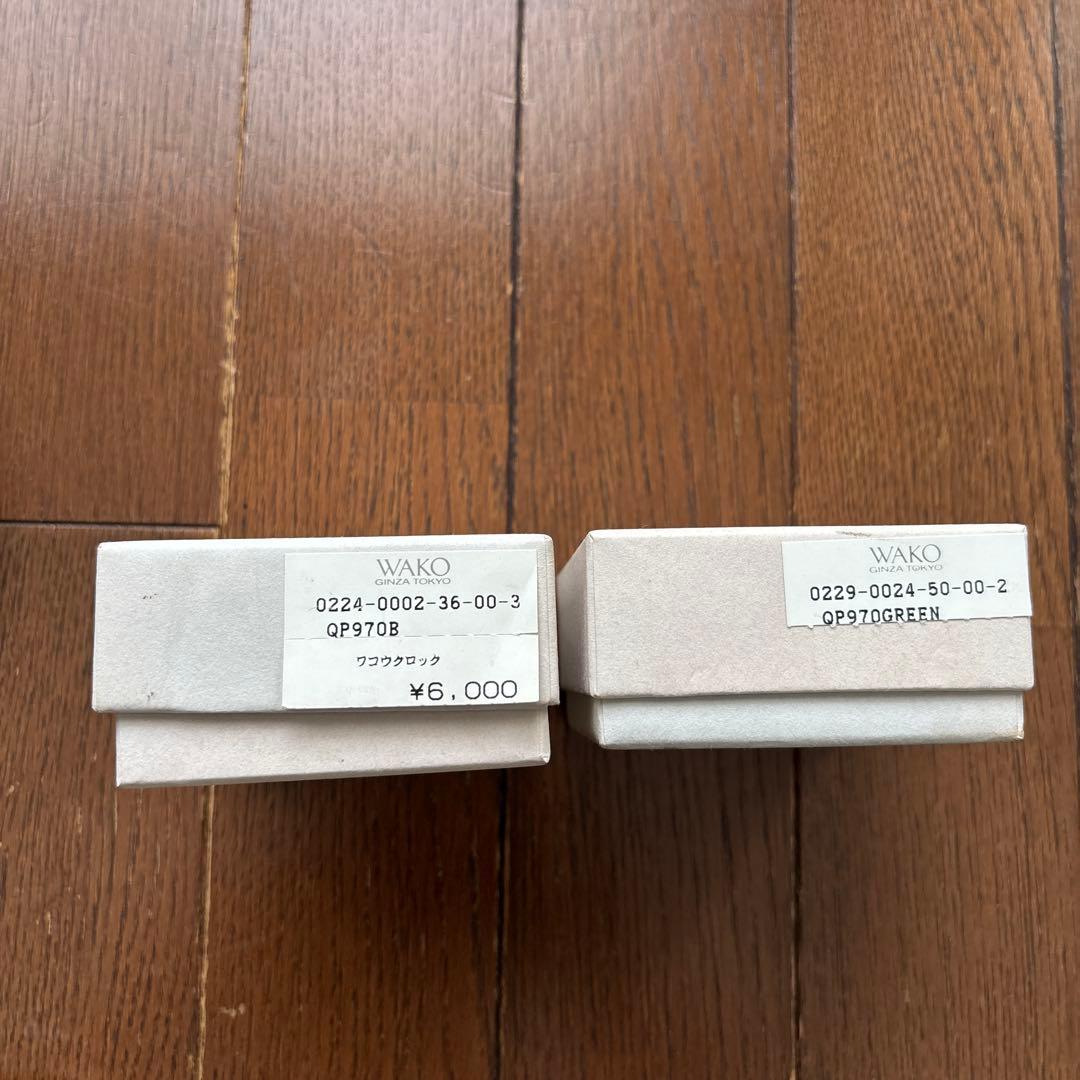 WAKO
GINZA TOKYO
0224-0002-36-00-3
QP970B
ワコウクロック
¥6,000
WAKO
GINZA TOKYO
0229-0024-50-00-2
QP970GREEN